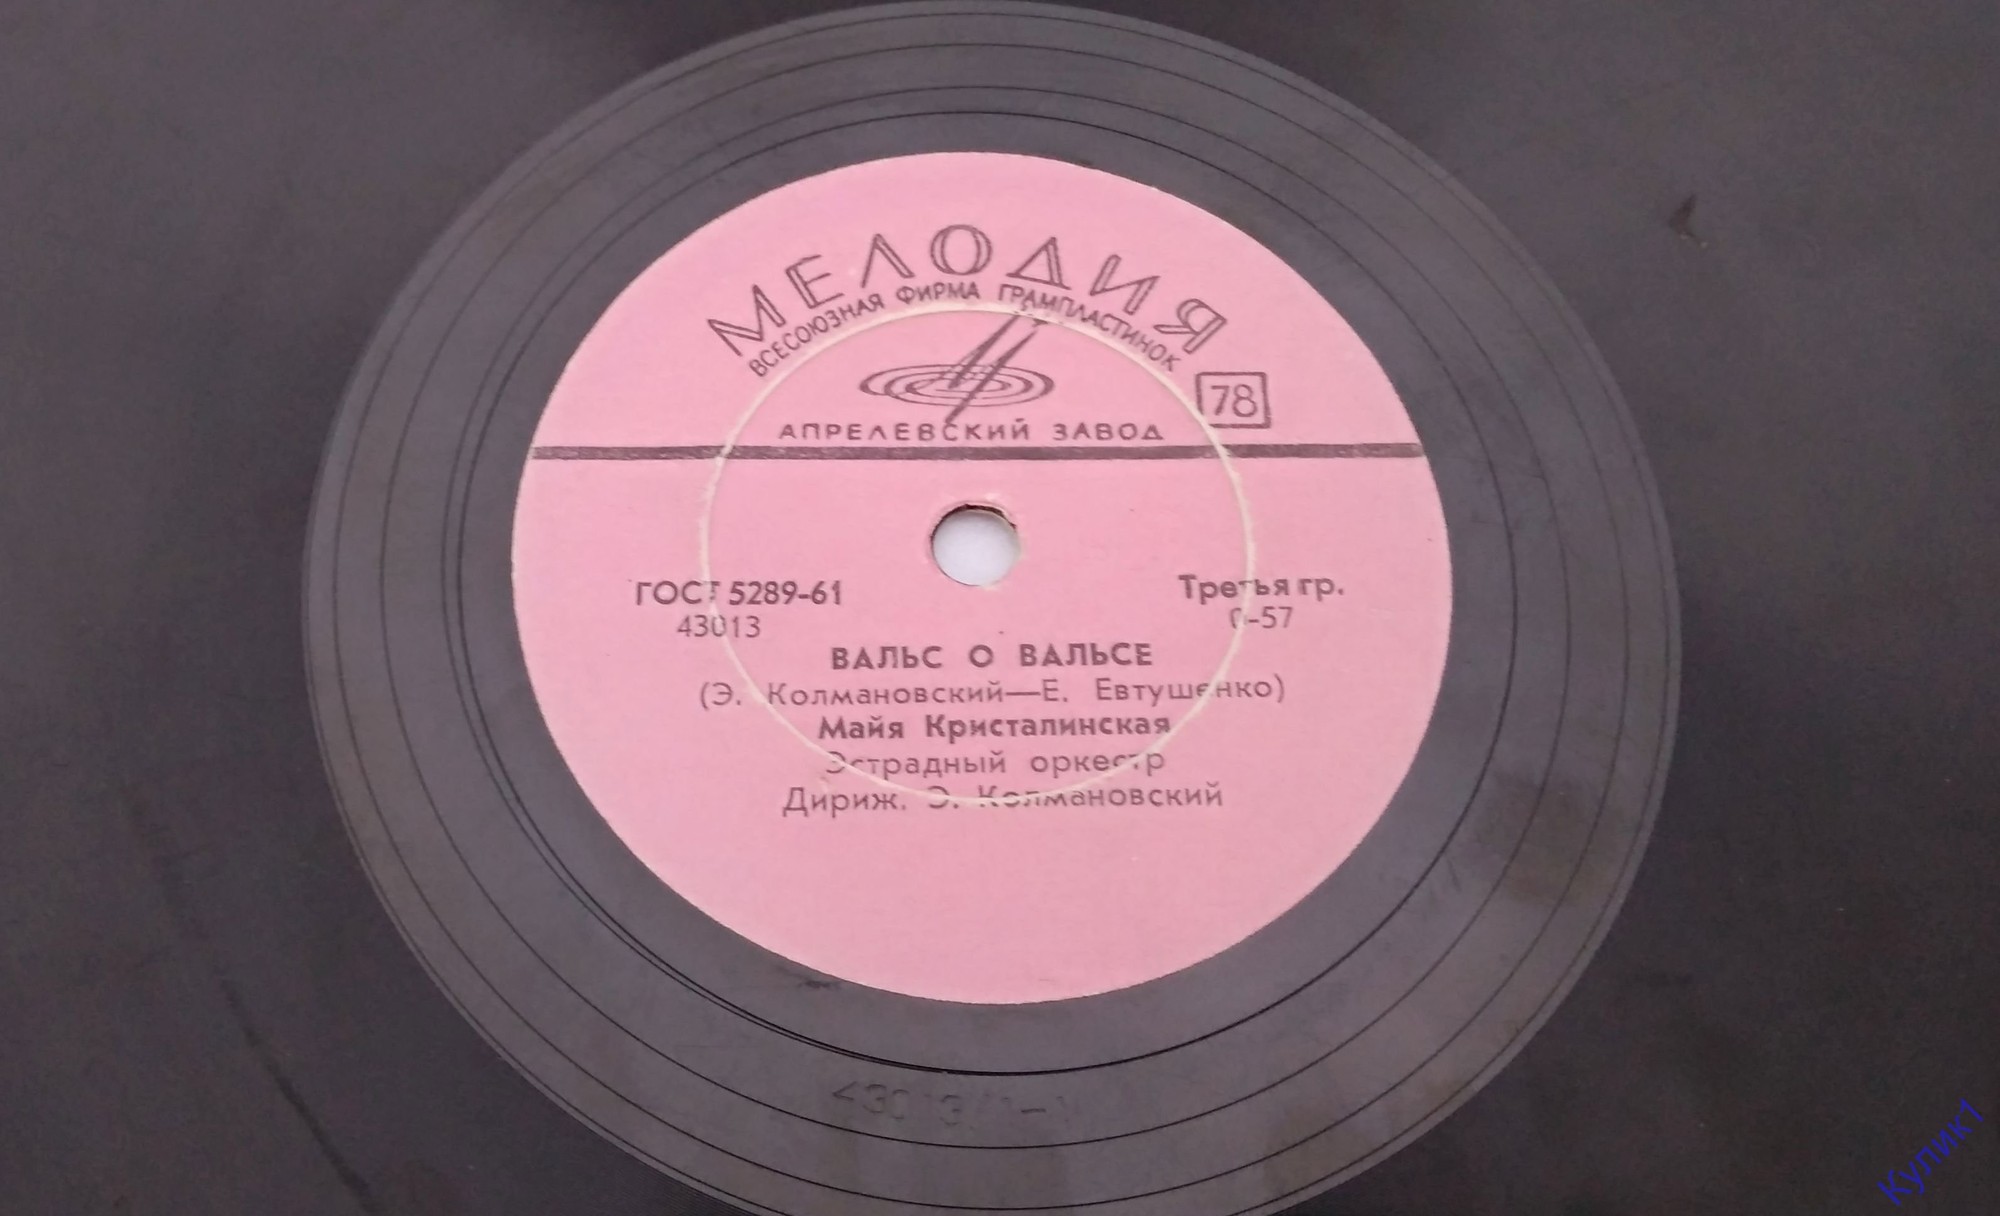 МЕЛОДИЯ
ВСЕСОЮЗНАЯ ФИРМА ГРАМПЛАСТИНОК
78
АПРЕЛЕВСКИЙ ЗАВОД
ГОСТ 5289-61
Третья гр.
43013
0-57
ВАЛЬС О ВАЛЬСЕ
(Э. Колмановский—Е. Евтушенко)
Майя Кристалинская
Эстрадный оркестр
Дириж. Э. Колмановский
Кулик1